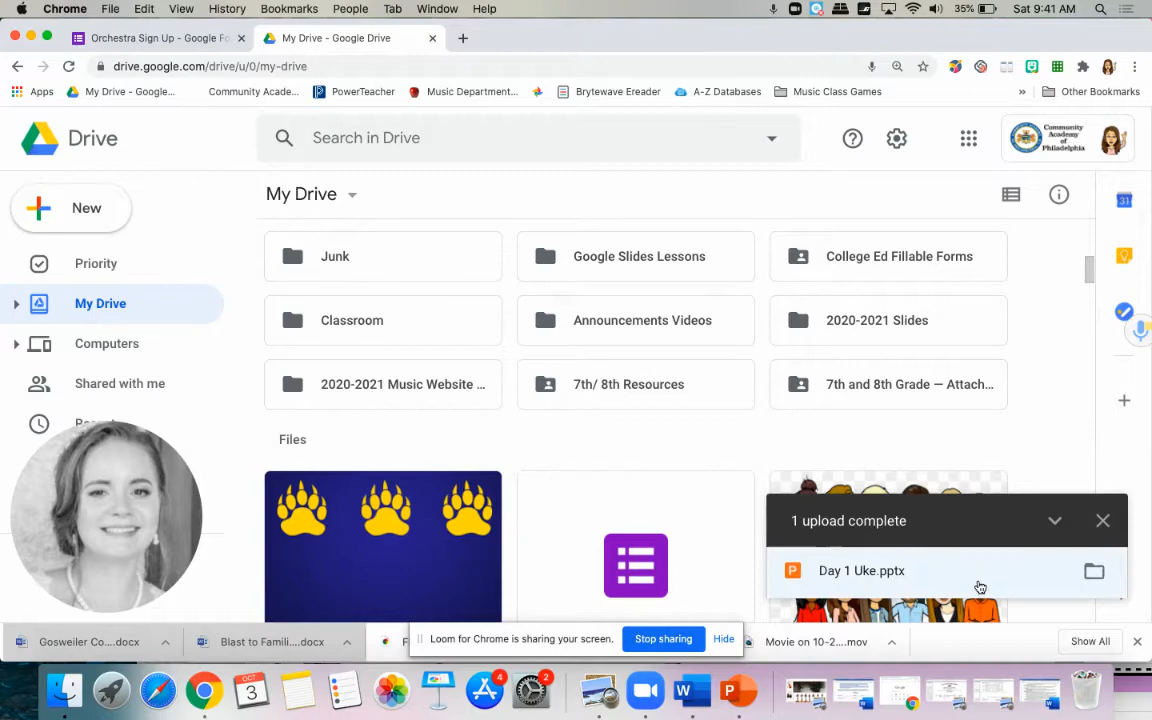 Chrome File Edit View History Bookmarks People Tab Window Help 35% Sat 9:41 AM
Orchestra Sign Up - Google Fo
My Drive - Google Drive
drive.google.com/drive/u/0/my-drive
Apps My Drive - Google... Community Acade... PowerTeacher Music Department... Brytewave Ereader A-Z Databases Music Class Games » Other Bookmarks
Drive
Search in Drive
Community
Academy
of
Philadelphia
New
My Drive
31
Priority
My Drive
Computers
Shared with me
Junk
Google Slides Lessons
College Ed Fillable Forms
Classroom
Announcements Videos
2020-2021 Slides
2020-2021 Music Website ...
7th/ 8th Resources
7th and 8th Grade — Attach...
Files
1 upload complete
P Day 1 Uke.pptx
Gosweiler Co....docx
Blast to Famili....docx
Loom for Chrome is sharing your screen. Stop sharing Hide
Movie on 10-2....mov
Show All
OCT
3
4
2
W
P